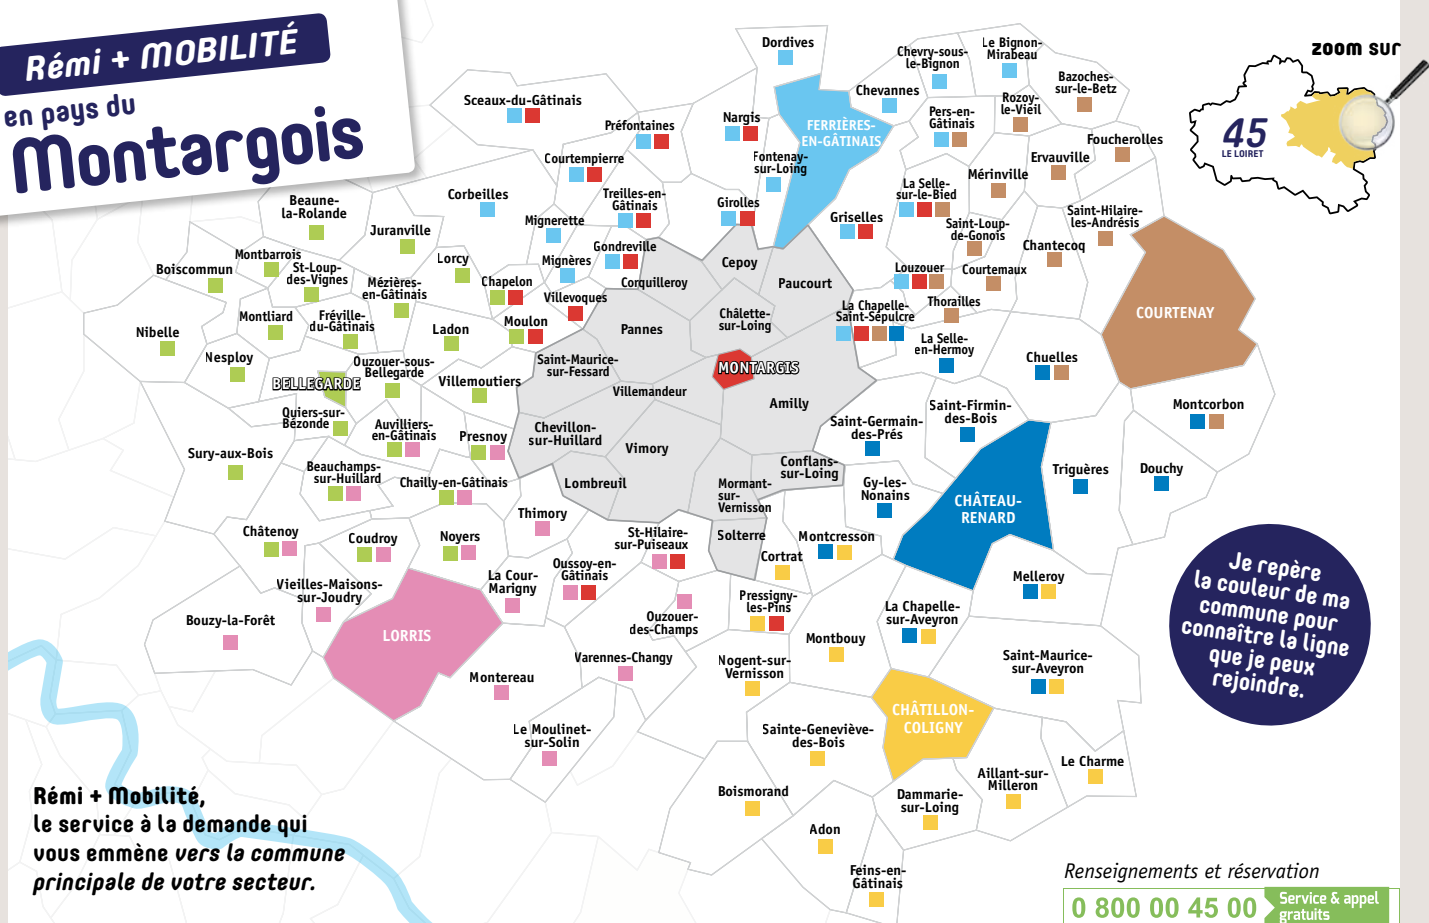 Rémi + MOBILITÉ
en pays du
Montargois
zoom sur
45
LE LOIRET
Dordives
Chevry-sous-
le-Bignon
Le Bignon-
Mirabeau
Bazoches-
sur-le-Betz
Chevannes
Sceaux-du-Gâtinais
Préfontaines
Nargis
FERRIÈRES-
EN-GÂTINAIS
Pers-en-
Gâtinais
Rozoy-
le-Vieil
Foucherolles
Courtempierre
Fontenay-
sur-Loing
Ervauville
Mérinville
Corbeilles
Treilles-en-
Gâtinais
Girolles
La Selle-
sur-le-Bied
Beaune-
la-Rolande
Mignerette
Griselles
Saint-Loup-
de-Gonois
Saint-Hilaire-
les-Andrésis
Juranville
Gondreville
Chantecoq
Montbarrois
Lorcy
Mignères
Cepoy
Boiscommun
St-Loup-
des-Vignes
Mézières-
en-Gâtinais
Chapelon
Corquilleroy
Paucourt
Louzouer
Courtemaux
Villevoques
Thorailles
Montliard
Fréville-
du-Gâtinais
Moulon
Pannes
Châlette-
sur-Loing
La Chapelle-
Saint-Sépulcre
COURTENAY
Nibelle
Ladon
La Selle-
en-Hermoy
Nesploy
Ouzouer-sous-
Bellegarde
Saint-Maurice-
sur-Fessard
MONTARGIS
Chuelles
BELLEGARDE
Villemoutiers
Villemandeur
Amilly
Montcorbon
Quiers-sur-
Bézonde
Auvilliers-
en-Gâtinais
Presnoy
Chevillon-
sur-Huillard
Saint-Germain-
des-Prés
Saint-Firmin-
des-Bois
Sury-aux-Bois
Vimory
Beauchamps-
sur-Huillard
Chailly-en-Gâtinais
Lombreuil
Conflans-
sur-Loing
Triguères
Douchy
Mormant-
sur-
Vernisson
Gy-les-
Nonains
CHÂTEAU-
RENARD
Thimory
Châtenoy
Coudroy
Noyers
St-Hilaire-
sur-Puiseaux
Solterre
Montcresson
Cortrat
Oussoy-en-
Gâtinais
Vieilles-Maisons-
sur-Joudry
La Cour-
Marigny
Melleroy
Pressigny-
les-Pins
La Chapelle-
sur-Aveyron
Bouzy-la-Forêt
LORRIS
Ouzouer-
des-Champs
Montbouy
Varennes-Changy
Nogent-sur-
Vernisson
Saint-Maurice-
sur-Aveyron
Montereau
CHÂTILLON-
COLIGNY
Le Moulinet-
sur-Solin
Sainte-Geneviève-
des-Bois
Le Charme
Aillant-sur-
Milleron
Boismorand
Dammarie-
sur-Loing
Adon
Feins-en-
Gâtinais
Je repère
la couleur de ma
commune pour
connaître la ligne
que je peux
rejoindre.
Rémi + Mobilité,
le service à la demande qui
vous emmène vers la commune
principale de votre secteur.
Renseignements et réservation
0 800 00 45 00
Service & appel
gratuits